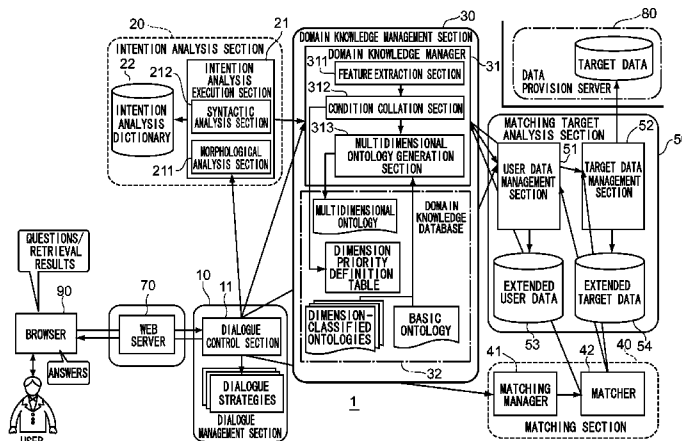 20
INTENTION ANALYSIS SECTION
22
212
21
INTENTION
ANALYSIS
EXECUTION
SECTION
SYNTACTIC
ANALYSIS
SECTION
MORPHOLOGICAL
ANALYSIS
SECTION
211
INTENTION
ANALYSIS
DICTIONARY
30
DOMAIN KNOWLEDGE MANAGEMENT SECTION
DOMAIN KNOWLEDGE MANAGER
31
311
FEATURE EXTRACTION SECTION
312
CONDITION COLLATION SECTION
313
MULTIDIMENSIONAL
ONTOLOGY GENERATION
SECTION
MULTIDIMENSIONAL
ONTOLOGY
DOMAIN
KNOWLEDGE
DATABASE
DIMENSION
PRIORITY
DEFINITION
TABLE
DIMENSION-
CLASSIFIED
ONTOLOGIES
BASIC
ONTOLOGY
32
80
TARGET DATA
DATA
PROVISION SERVER
MATCHING TARGET
ANALYSIS SECTION
52
50
51
USER DATA
MANAGEMENT
SECTION
TARGET DATA
MANAGEMENT
SECTION
EXTENDED
USER DATA
EXTENDED
TARGET DATA
53
54
QUESTIONS/
RETRIEVAL
RESULTS
90
BROWSER
ANSWERS
USER
70
WEB
SERVER
10
11
DIALOGUE
CONTROL SECTION
DIALOGUE
STRATEGIES
DIALOGUE
MANAGEMENT SECTION
1
41
42
40
MATCHING
MANAGER
MATCHER
MATCHING SECTION